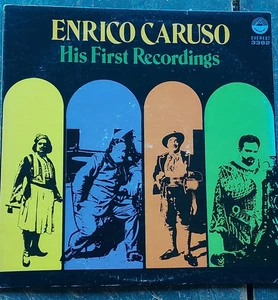 ENRICO CARUSO
His First Recordings
EVEREST
3382